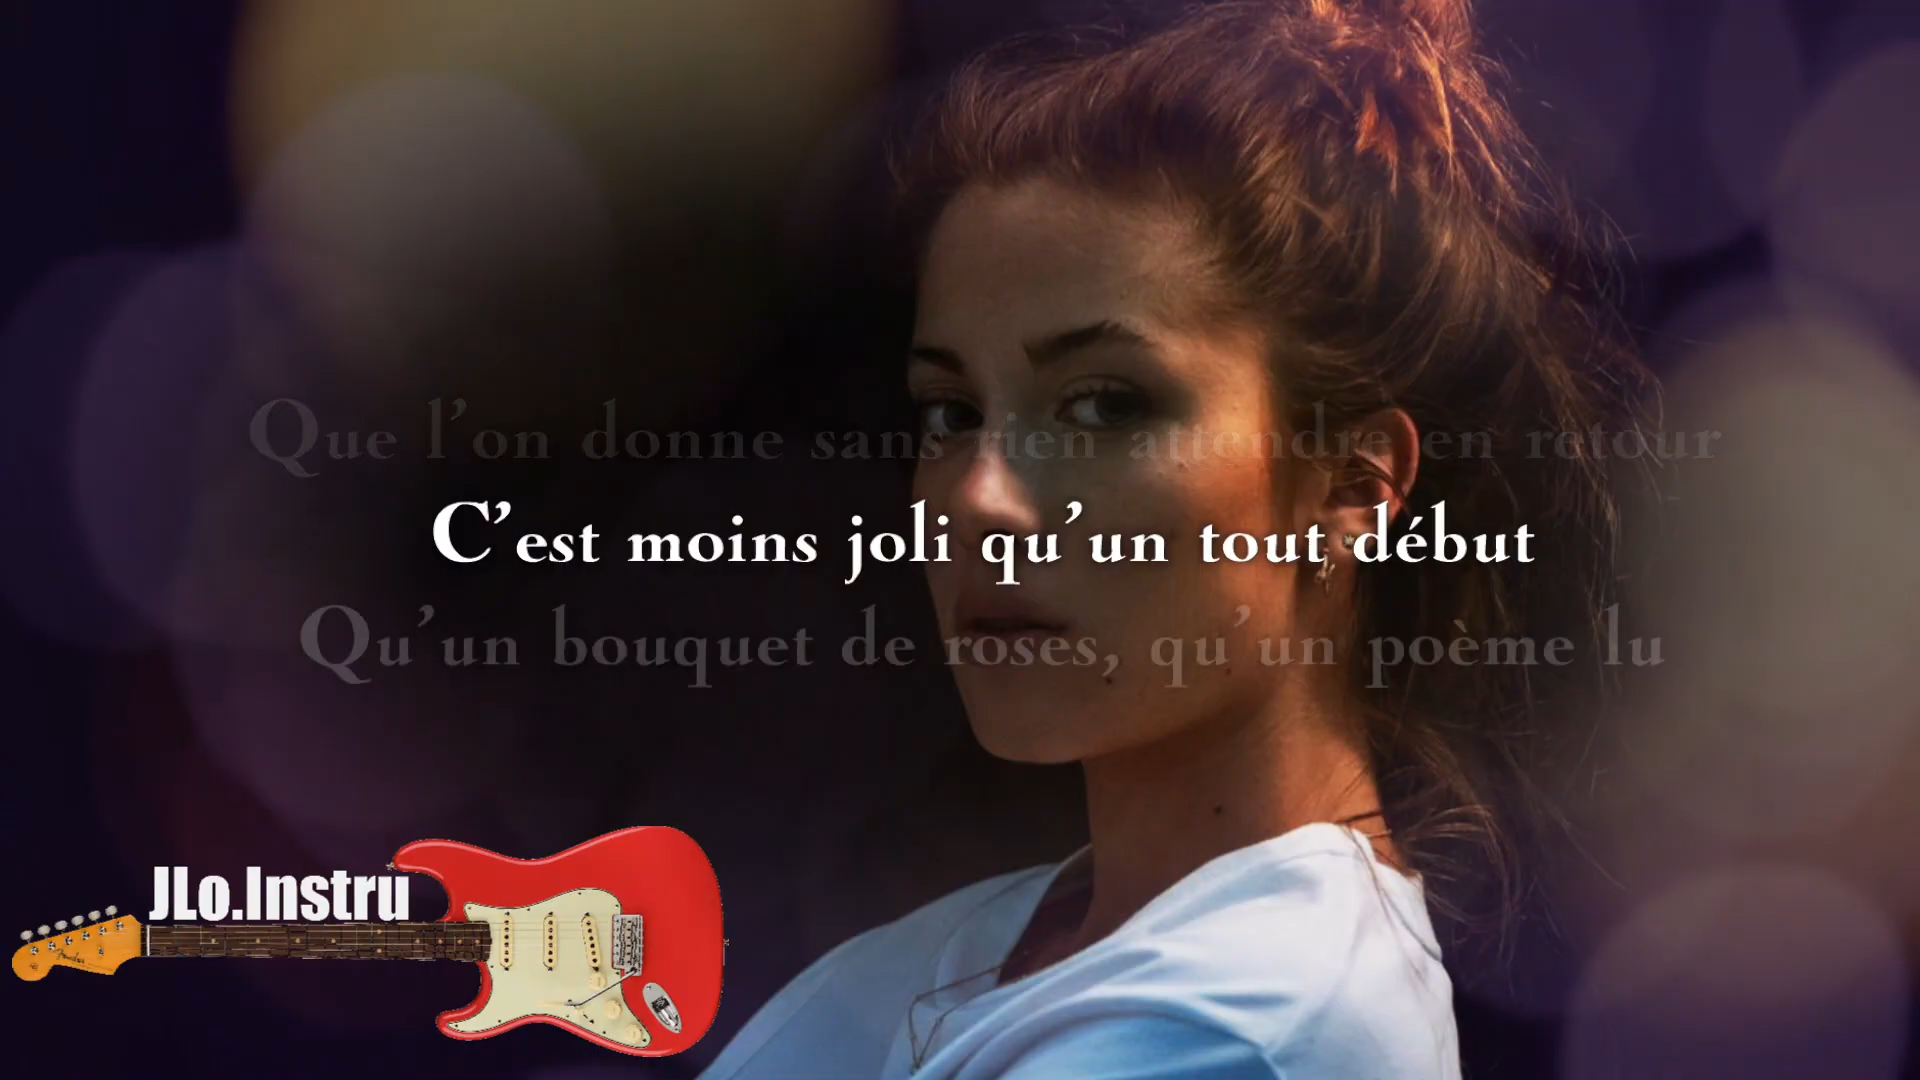 Que l’on donne sans rien attendre en retour
C’est moins joli qu’un tout début
Qu’un bouquet de roses, qu’un poème lu
JLo.Instru
Fender